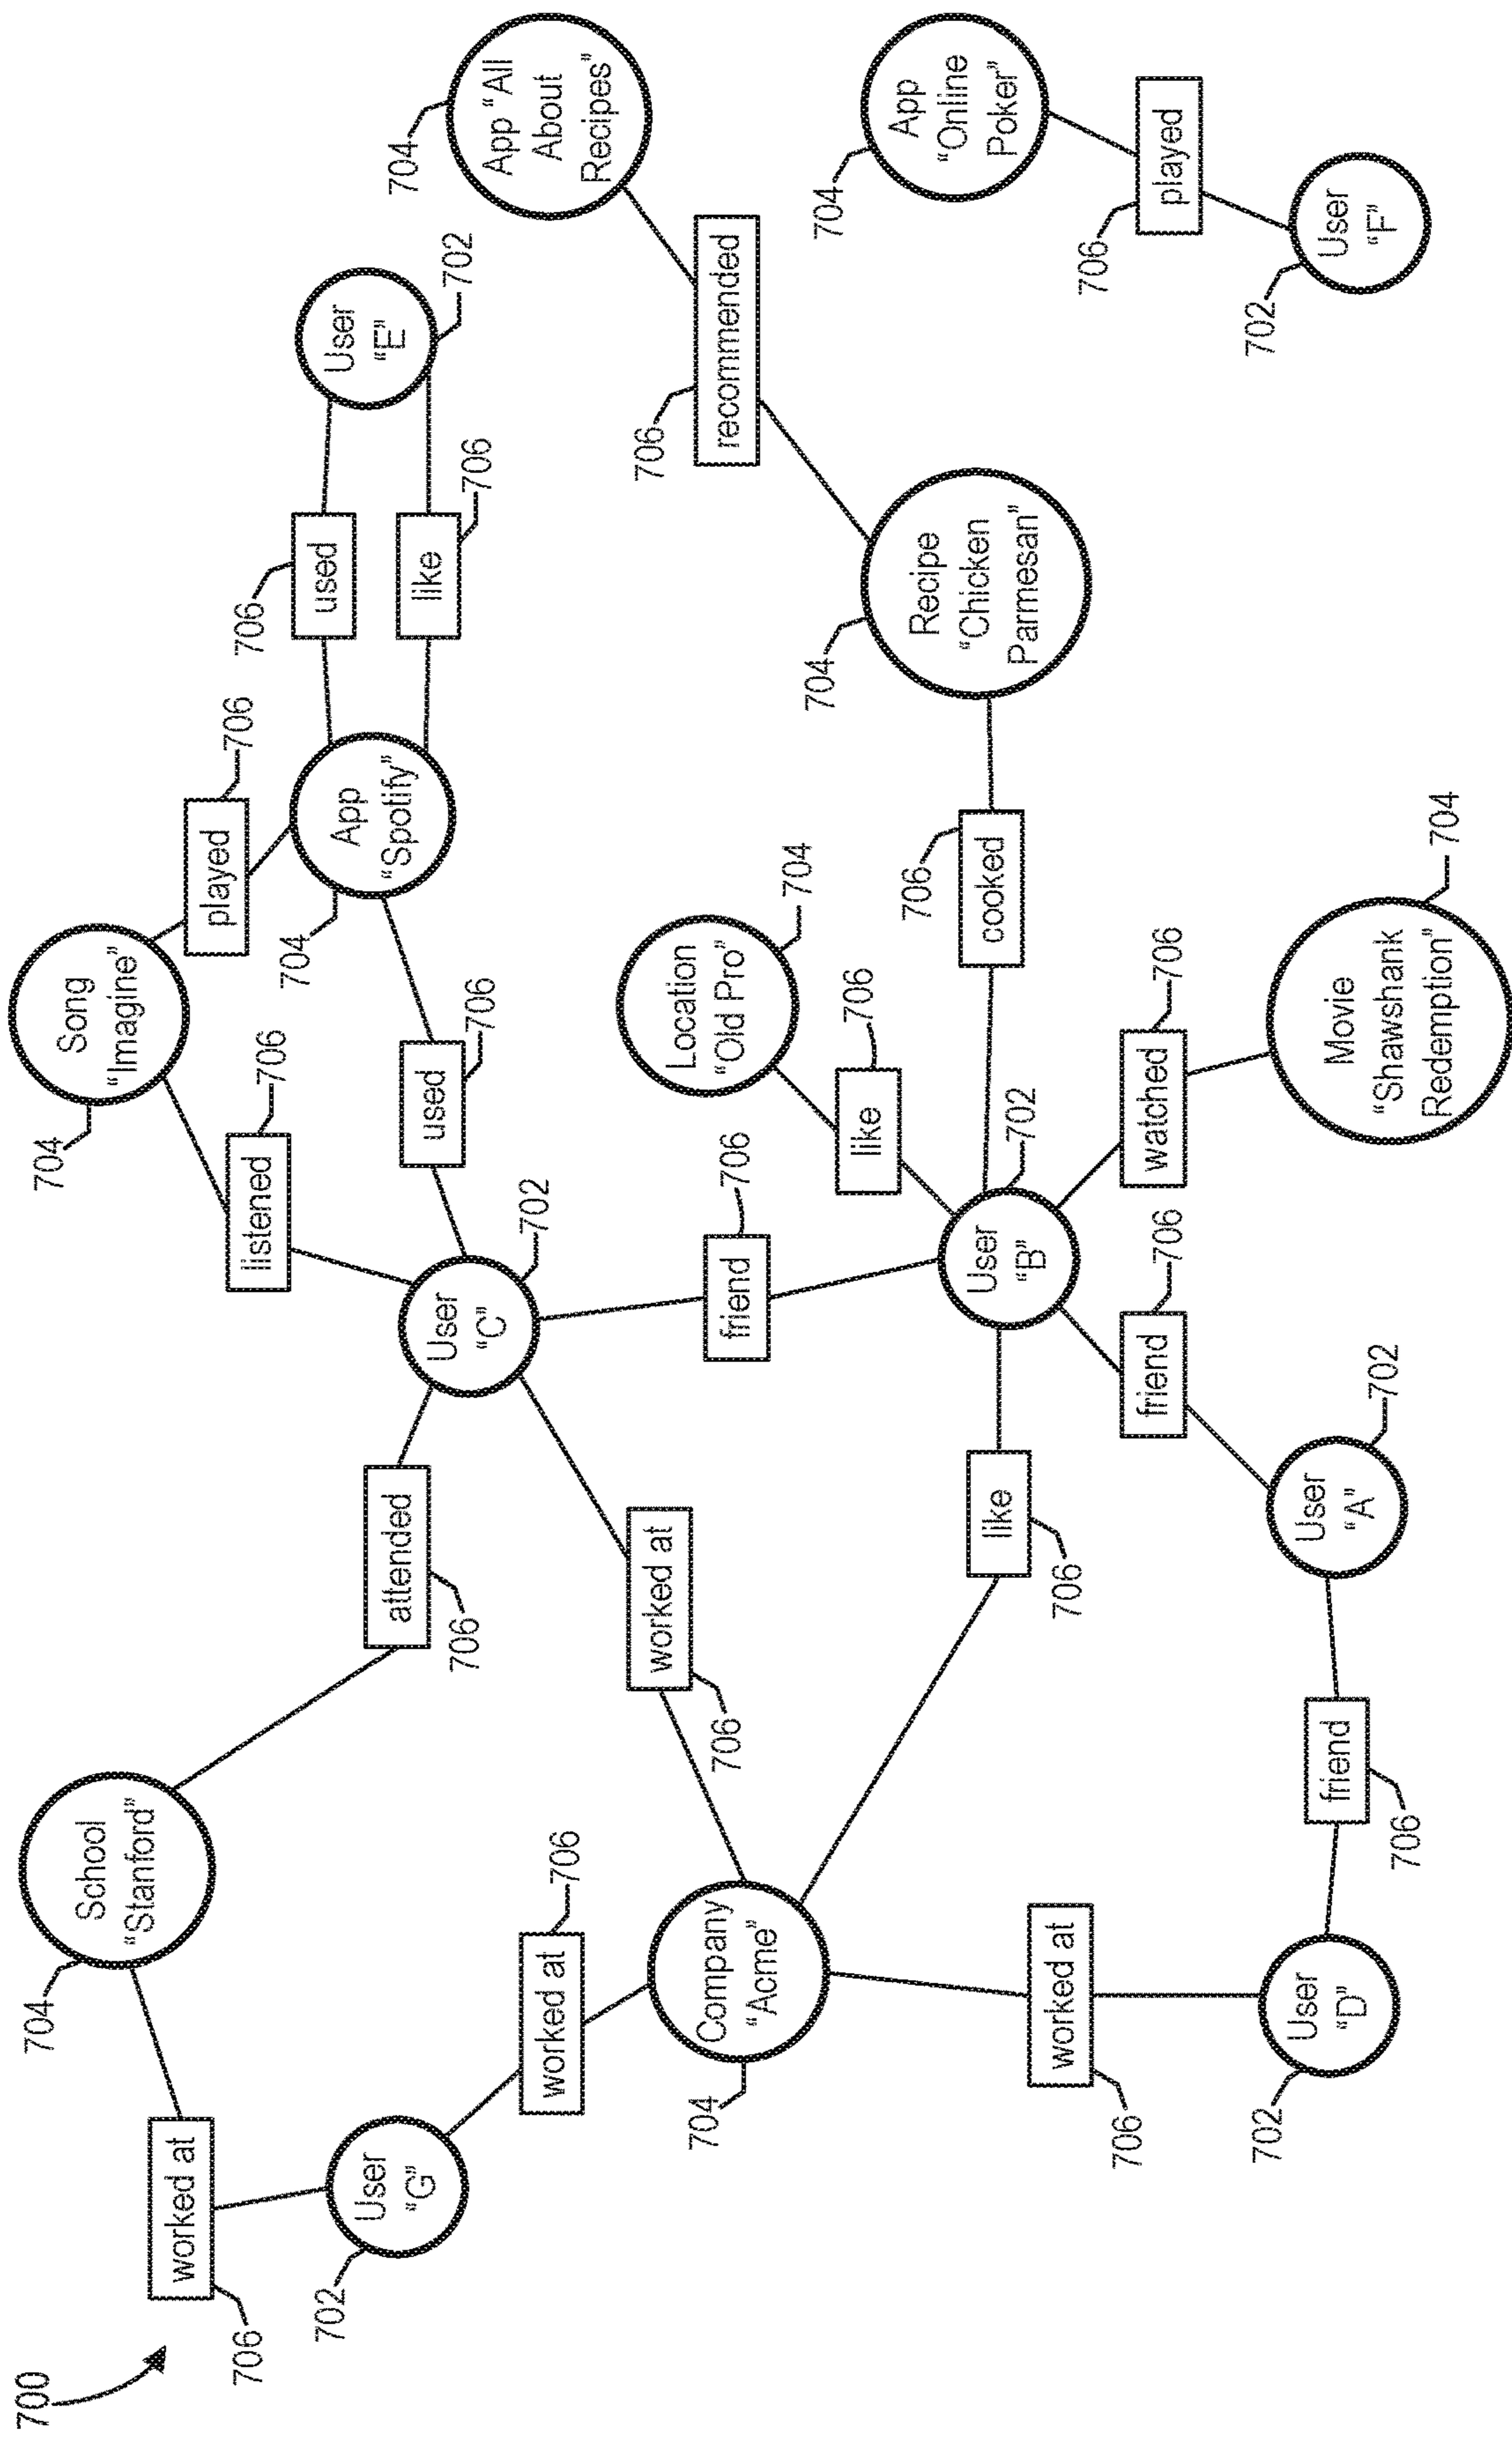 700
704
School
“Stanford”
704
Song
“Imagine”
706
worked at
706
listened
706
played
706
702
User
“G”
706
used
706
User
“E”
702
704
App
“Spotify”
like
706
attended
706
User
“C”
702
used
706
704
App “All
About
Recipes”
worked at
706
worked at
706
706
recommended
704
Company
“Acme”
friend
706
Location
“Old Pro”
704
like
706
704
Recipe
“Chicken
Parmesan”
704
App
“Online
Poker”
706
cooked
like
706
User
“B”
702
worked at
706
706
played
friend
706
watched
706
702
User
“D”
friend
706
User
“A”
702
Movie
“Shawshank
Redemption”
704
702
User
“F”